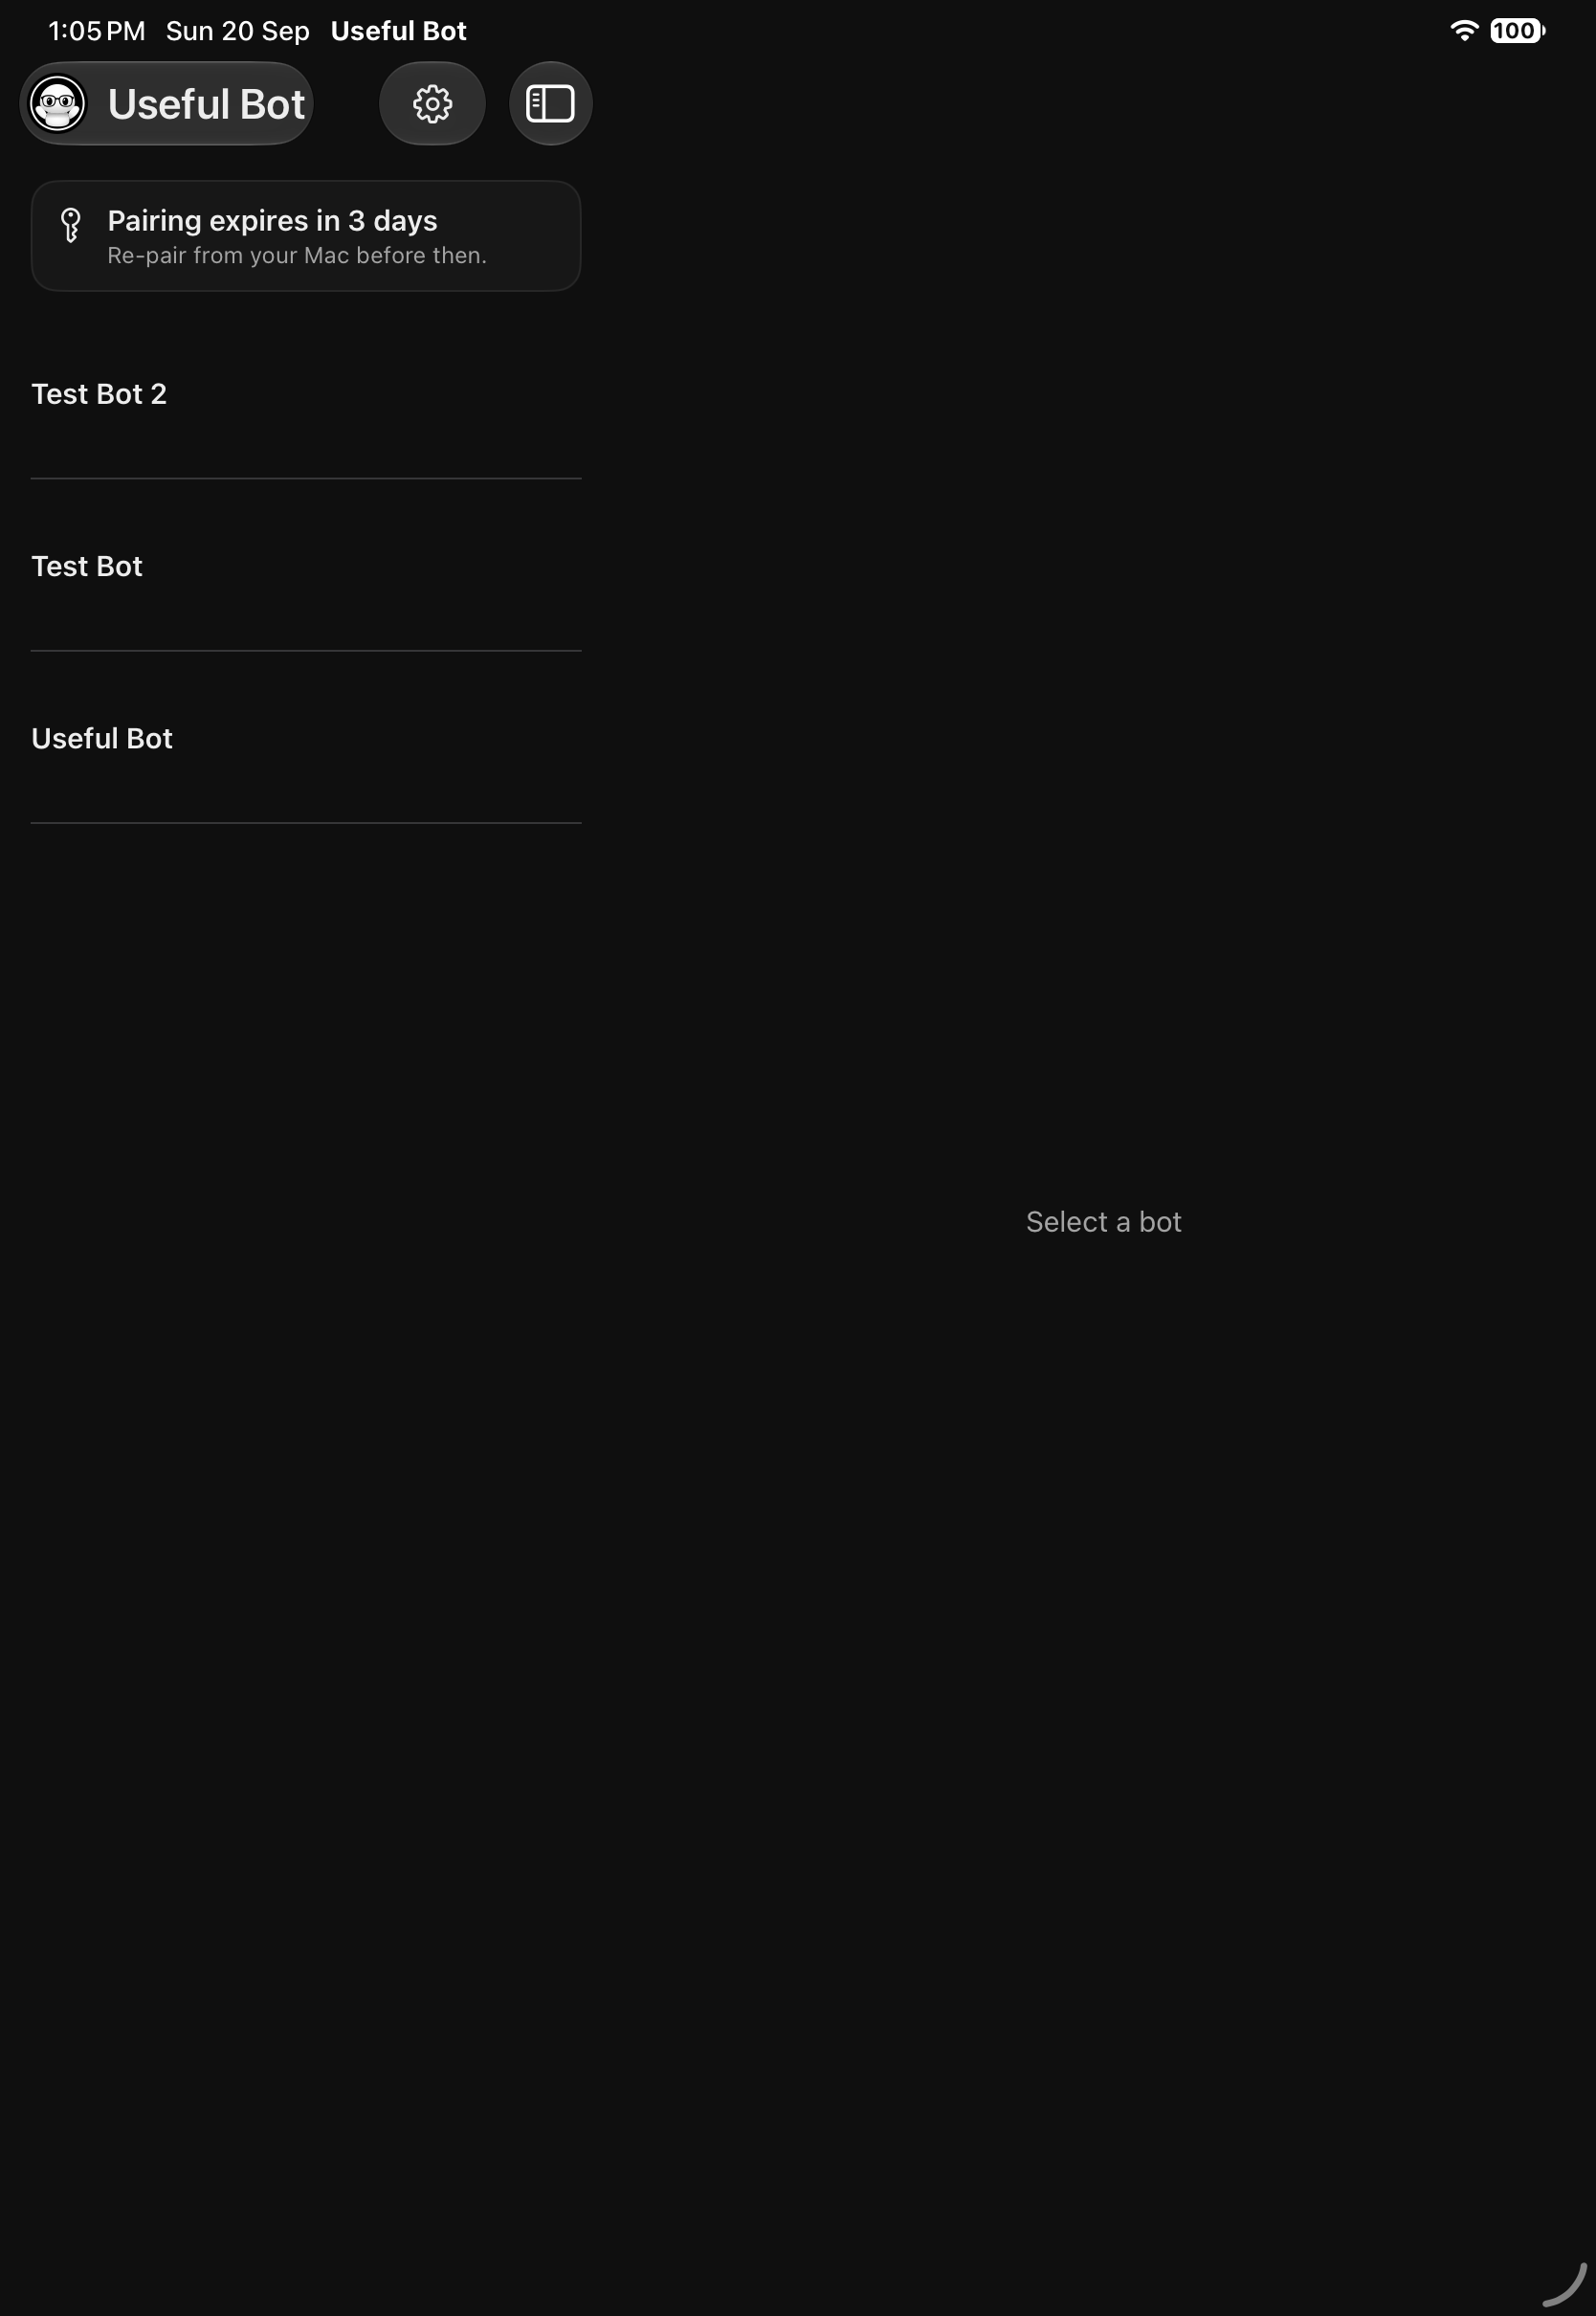 1:05 PM Sun 20 Sep Useful Bot
100
Useful Bot
Pairing expires in 3 days
Re-pair from your Mac before then.
Test Bot 2
Test Bot
Useful Bot
Select a bot